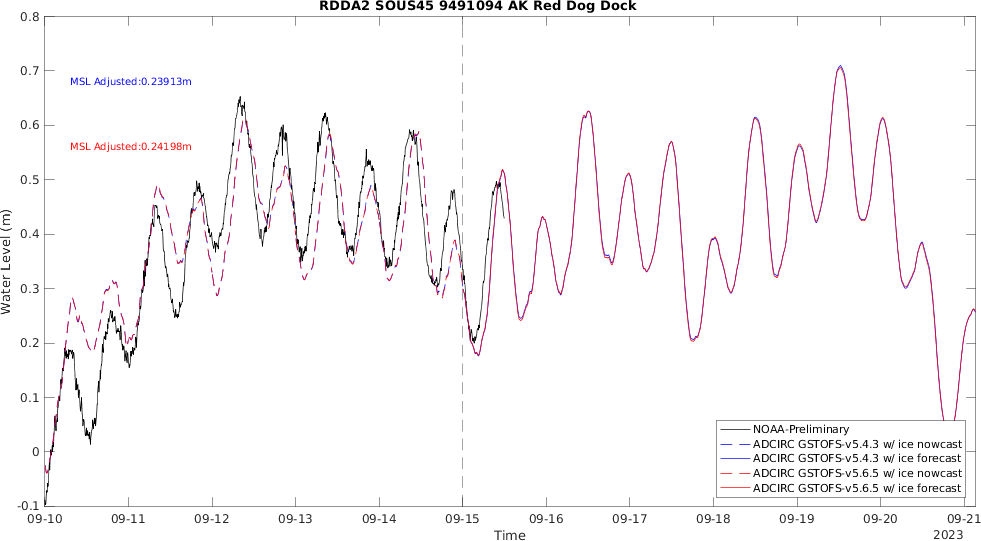 RDDA2 SOUS45 9491094 AK Red Dog Dock
0.8
0.7
0.6
0.5
0.4
0.3
0.2
0.1
0
-0.1
Water Level (m)
MSL Adjusted:0.23913m
MSL Adjusted:0.24198m
NOAA-Preliminary
ADCIRC GSTOFS-v5.4.3 w/ ice nowcast
ADCIRC GSTOFS-v5.4.3 w/ ice forecast
ADCIRC GSTOFS-v5.6.5 w/ ice nowcast
ADCIRC GSTOFS-v5.6.5 w/ ice forecast
09-10 09-11 09-12 09-13 09-14 09-15 09-16 09-17 09-18 09-19 09-20 09-21
Time
2023